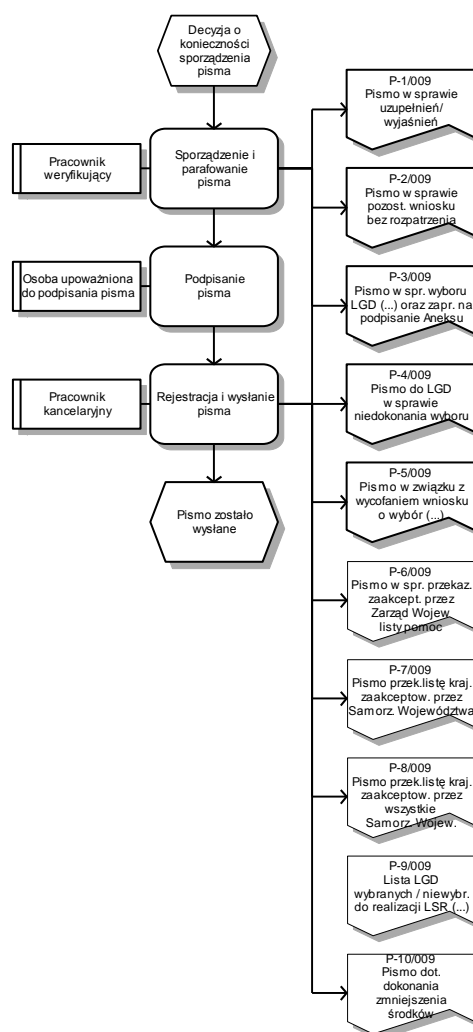 Decyzja o
konieczności
sporządzenia
pisma
Pracownik
weryfikujący
Sporządzenie i
parafowanie
pisma
Osoba upoważniona
do podpisania pisma
Podpisanie
pisma
Pracownik
kancelaryjny
Rejestracja i wysłanie
pisma
Pismo zostało
wysłane
P-1/009
Pismo w sprawie
uzupełnień/
wyjaśnień
P-2/009
Pismo w sprawie
pozost. wniosku
bez rozpatrzenia
P-3/009
Pismo w spr. wyboru
LGD (...) oraz zapr. na
podpisanie Aneksu
P-4/009
Pismo do LGD
w sprawie
niedokonania wyboru
P-5/009
Pismo w związku z
wycofaniem wniosku
o wybór (...)
P-6/009
Pismo w spr. przekaz.
zaakcept. przez
Zarząd Wojew
listy pomoc
P-7/009
Pismo przek.listę kraj.
zaakceptow. przez
Samorz. Województwa
P-8/009
Pismo przek.listę kraj.
zaakceptow. przez
wszystkie
Samorz. Wojew.
P-9/009
Lista LGD
wybranych / niewybr.
do realizacji LSR (...)
P-10/009
Pismo dot.
dokonania
zmniejszenia
środków